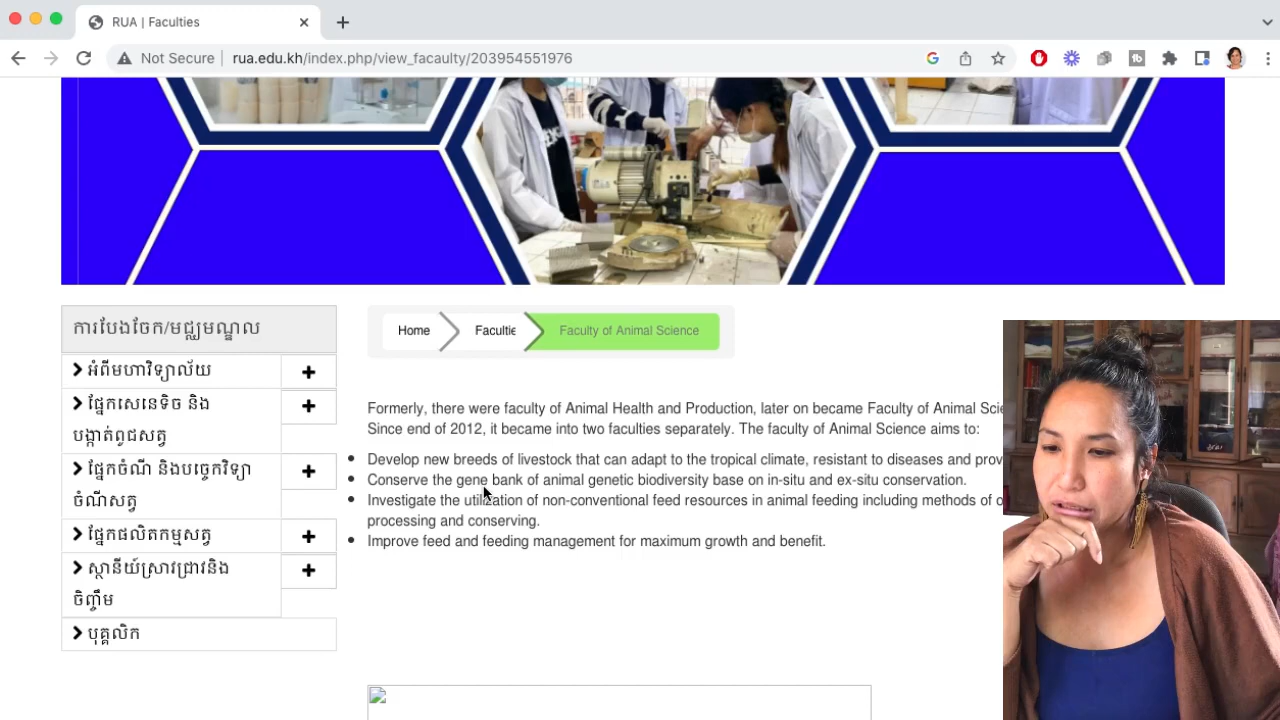 RUA | Faculties
Not Secure
rua.edu.kh/index.php/view_facaulty/203954551976
ការបែងចែក/មជ្ឈមណ្ឌល
អំពីមហាវិទ្យាល័យ
ផ្នែកសេនេទិច និង
បង្កាត់ពូជសត្វ
ផ្នែកចំណី និងបច្ចេកវិទ្យា
ចំណីសត្វ
ផ្នែកផលិតកម្មសត្វ
ស្ថានីយ៍ស្រាវជ្រាវនិង
ចិញ្ចឹម
បុគ្គលិក
Home Facultie Faculty of Animal Science
Formerly, there were faculty of Animal Health and Production, later on became Faculty of Animal Scie
Since end of 2012, it became into two faculties separately. The faculty of Animal Science aims to:
Develop new breeds of livestock that can adapt to the tropical climate, resistant to diseases and prov
Conserve the gene bank of animal genetic biodiversity base on in-situ and ex-situ conservation.
Investigate the utilization of non-conventional feed resources in animal feeding including methods of o
processing and conserving.
Improve feed and feeding management for maximum growth and benefit.